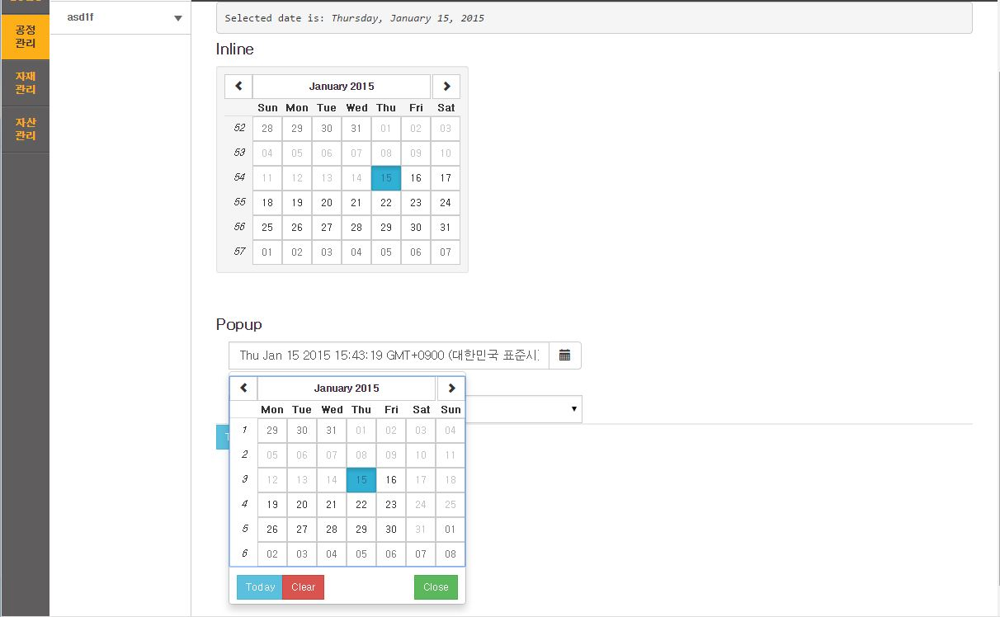 asd1f
공정
관리
자재
관리
자산
관리
Selected date is: Thursday, January 15, 2015
Inline
January 2015
Sun Mon Tue Wed Thu Fri Sat
52 28 29 30 31 01 02 03
53 04 05 06 07 08 09 10
54 11 12 13 14 15 16 17
55 18 19 20 21 22 23 24
56 25 26 27 28 29 30 31
57 01 02 03 04 05 06 07
Popup
Thu Jan 15 2015 15:43:19 GMT+0900 (대한민국 표준시)
January 2015
Mon Tue Wed Thu Fri Sat Sun
1 29 30 31 01 02 03 04
2 05 06 07 08 09 10 11
3 12 13 14 15 16 17 18
4 19 20 21 22 23 24 25
5 26 27 28 29 30 31 01
6 02 03 04 05 06 07 08
Today Clear Close